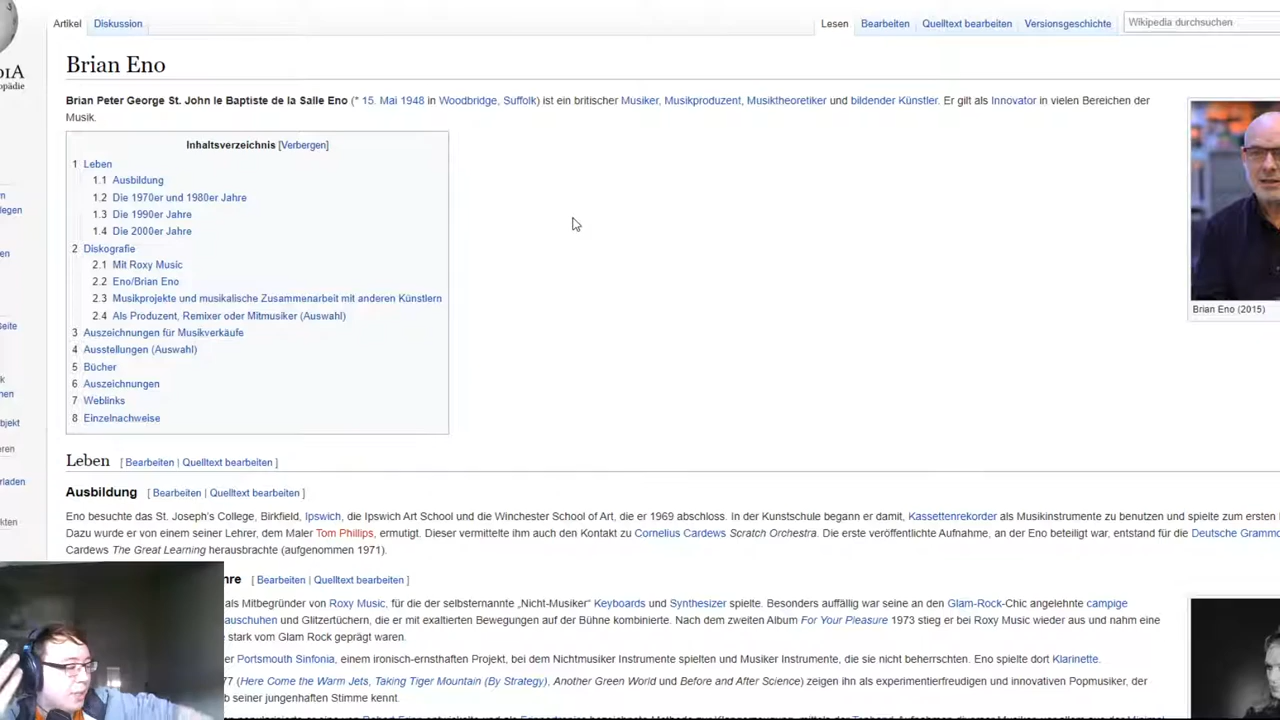 Artikel Diskussion Lesen Bearbeiten Quelltext bearbeiten Versionsgeschichte Wikipedia durchsuchen
Brian Eno
Brian Peter George St. John le Baptiste de la Salle Eno (* 15. Mai 1948 in Woodbridge, Suffolk) ist ein britischer Musiker, Musikproduzent, Musiktheoretiker und bildender Künstler. Er gilt als Innovator in vielen Bereichen der
Musik.
Inhaltsverzeichnis [Verbergen]
1 Leben
1.1 Ausbildung
1.2 Die 1970er und 1980er Jahre
1.3 Die 1990er Jahre
1.4 Die 2000er Jahre
2 Diskografie
2.1 Mit Roxy Music
2.2 Eno/Brian Eno
2.3 Musikprojekte und musikalische Zusammenarbeit mit anderen Künstlern
2.4 Als Produzent, Remixer oder Mitmusiker (Auswahl)
3 Auszeichnungen für Musikverkäufe
4 Ausstellungen (Auswahl)
5 Bücher
6 Auszeichnungen
7 Weblinks
8 Einzelnachweise
Brian Eno (2015)
Leben [ Bearbeiten | Quelltext bearbeiten ]
Ausbildung [ Bearbeiten | Quelltext bearbeiten ]
Eno besuchte das St. Joseph's College, Birkfield, Ipswich, die Ipswich Art School und die Winchester School of Art, die er 1969 abschloss. In der Kunstschule begann er damit, Kassettenrekorder als Musikinstrumente zu benutzen und spielte zum ersten
Dazu wurde er von einem seiner Lehrer, dem Maler Tom Phillips, ermutigt. Dieser vermittelte ihm auch den Kontakt zu Cornelius Cardews Scratch Orchestra. Die erste veröffentlichte Aufnahme, an der Eno beteiligt war, entstand für die Deutsche Grammo
Cardews The Great Learning herausbrachte (aufgenommen 1971).
hre [ Bearbeiten | Quelltext bearbeiten ]
als Mitbegründer von Roxy Music, für die der selbsternannte „Nicht-Musiker" Keyboards und Synthesizer spielte. Besonders auffällig war seine an den Glam-Rock-Chic angelehnte campige
auschuhen und Glitzertüchern, die er mit exaltierten Bewegungen auf der Bühne kombinierte. Nach dem zweiten Album For Your Pleasure 1973 stieg er bei Roxy Music wieder aus und nahm eine
stark vom Glam Rock geprägt waren.
er Portsmouth Sinfonia, einem ironisch-ernsthaften Projekt, bei dem Nichtmusiker Instrumente spielten und Musiker Instrumente, die sie nicht beherrschten. Eno spielte dort Klarinette.
77 (Here Come the Warm Jets, Taking Tiger Mountain (By Strategy), Another Green World und Before and After Science) zeigen ihn als experimentierfreudigen und innovativen Popmusiker, der
b seiner jungenhaften Stimme kennt.